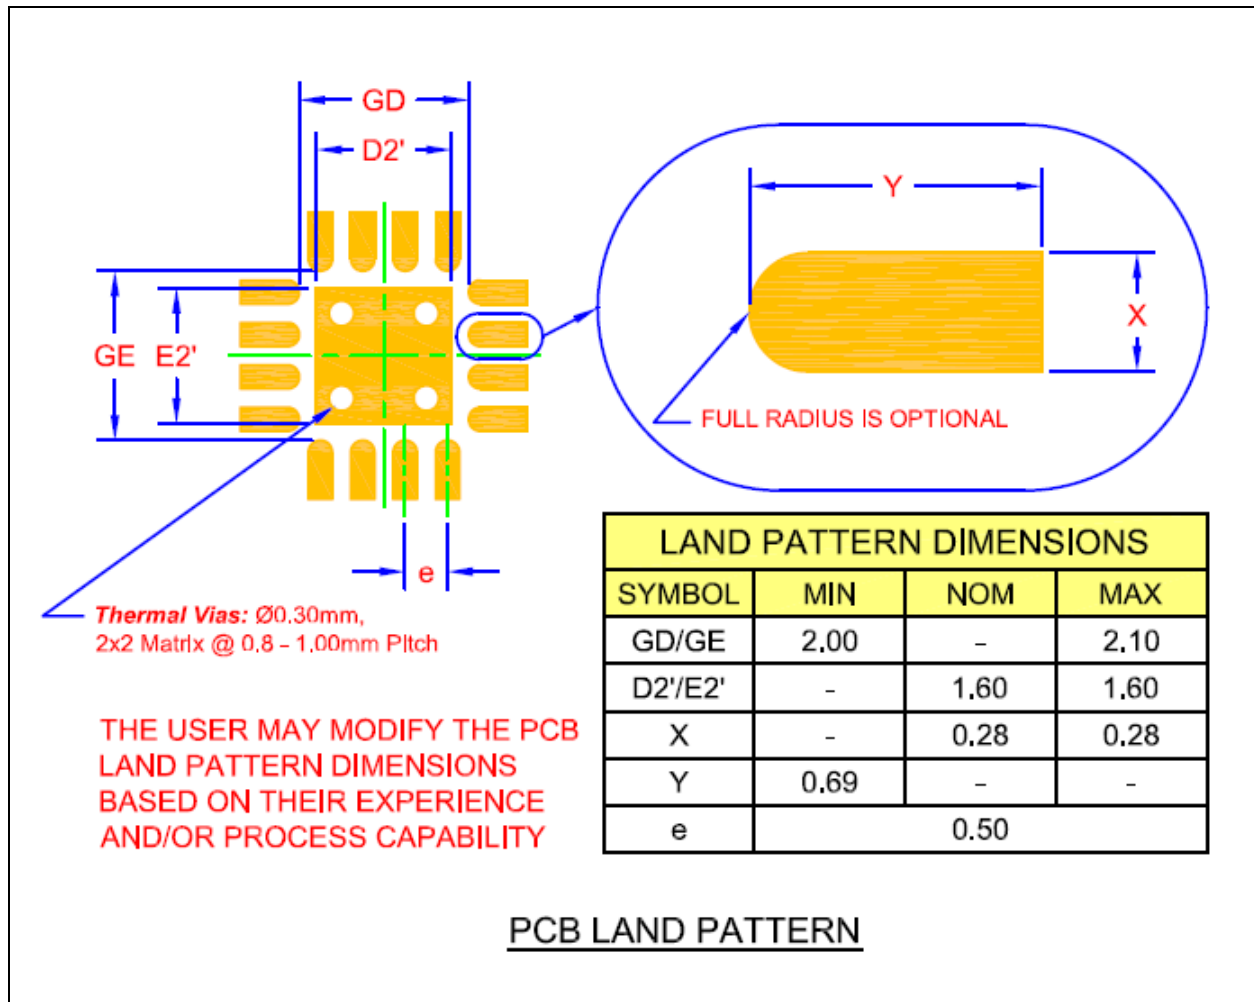 GD
D2'
Y
GE
E2'
X
FULL RADIUS IS OPTIONAL
e
Thermal Vias: Ø0.30mm,
2x2 Matrix @ 0.8 – 1.00mm Pitch
THE USER MAY MODIFY THE PCB
LAND PATTERN DIMENSIONS
BASED ON THEIR EXPERIENCE
AND/OR PROCESS CAPABILITY
LAND PATTERN DIMENSIONS
SYMBOL MIN NOM MAX
GD/GE 2.00 - 2.10
D2'/E2' - 1.60 1.60
X - 0.28 0.28
Y 0.69 - -
e 0.50
PCB LAND PATTERN